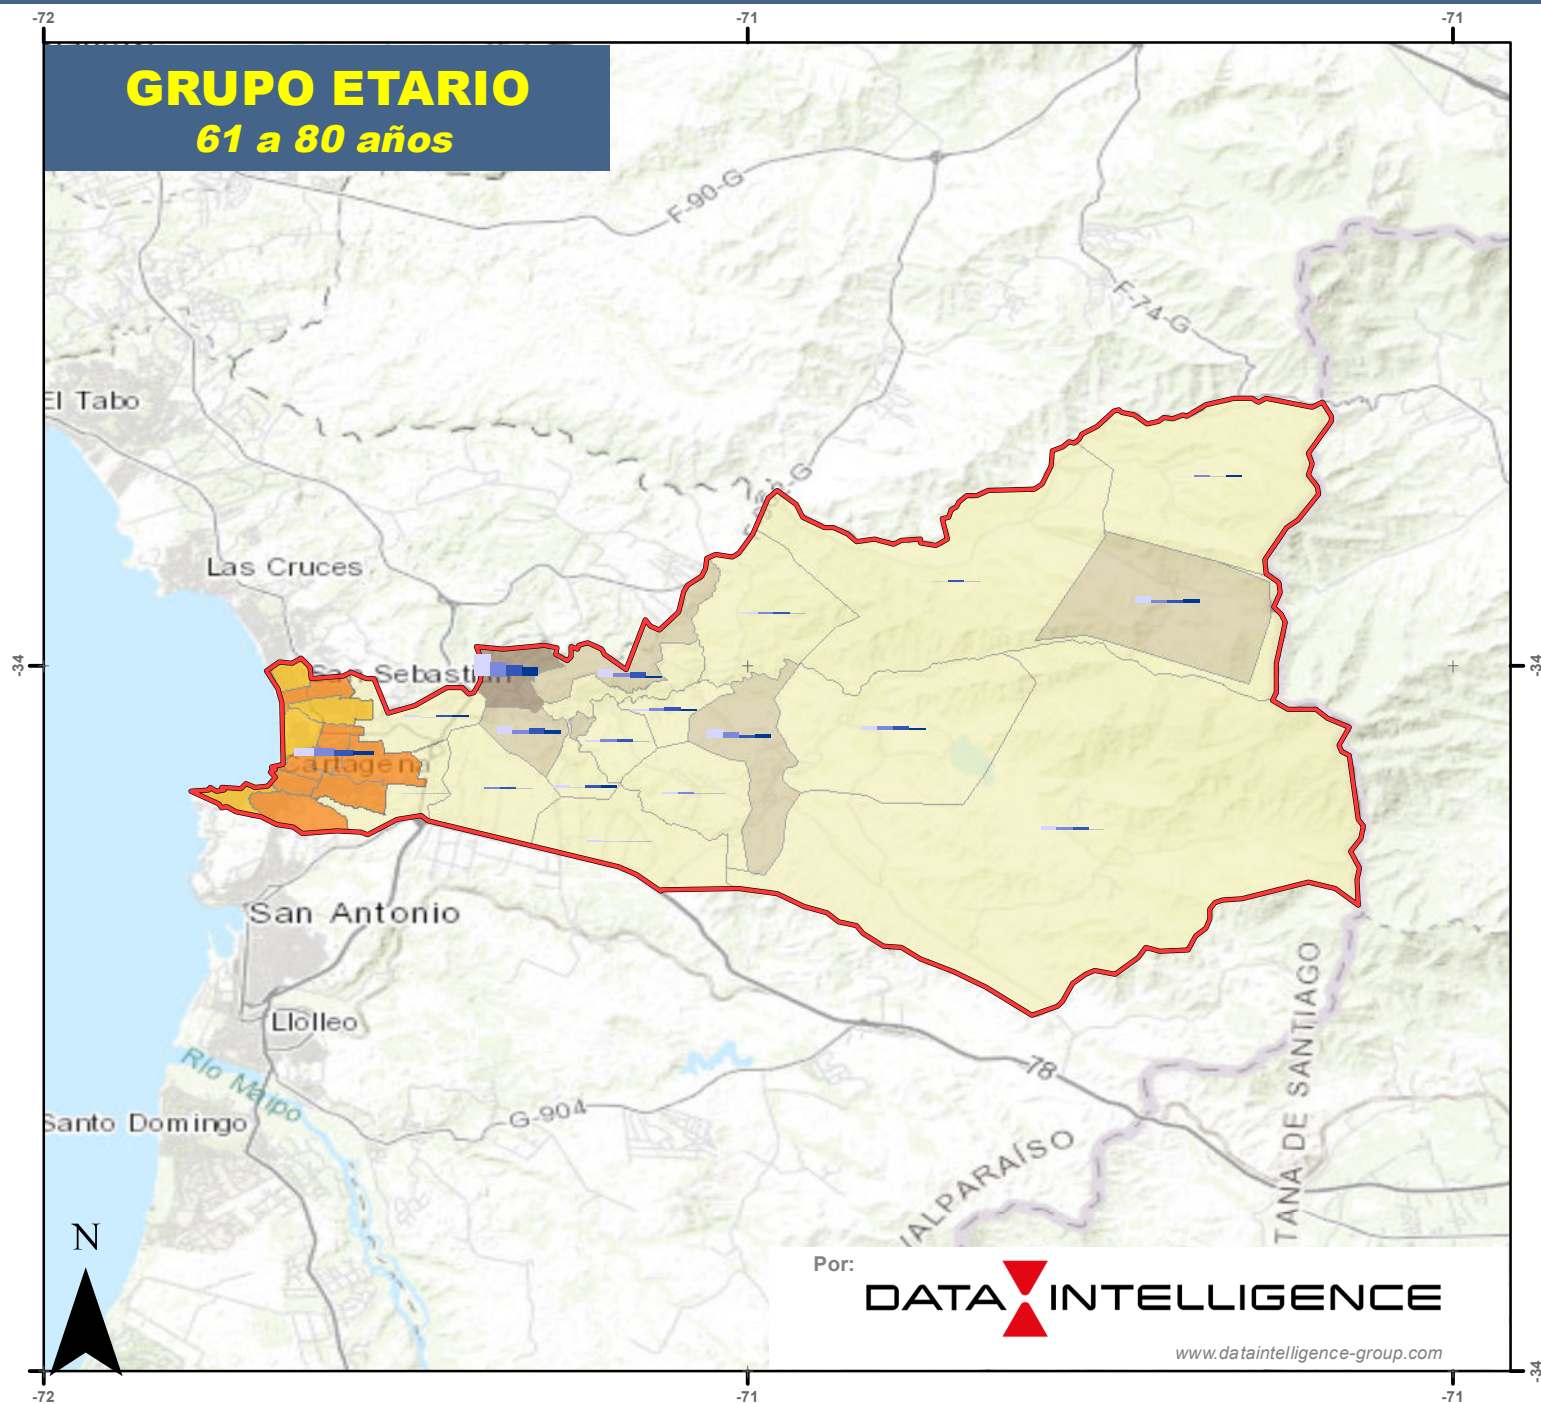 -72
-71
-71
GRUPO ETARIO
61 a 80 años
F-90-G
F-74-G
El Tabo
Las Cruces
-34
-34
San Sebastian
Cartagena
San Antonio
Llolleo
Río Maipo
78
G-904
Santo Domingo
VALPARAÍSO
TANA DE SANTIAGO
N
Por:
DATA INTELLIGENCE
www.dataintelligence-group.com
-34
-72
-71
-71